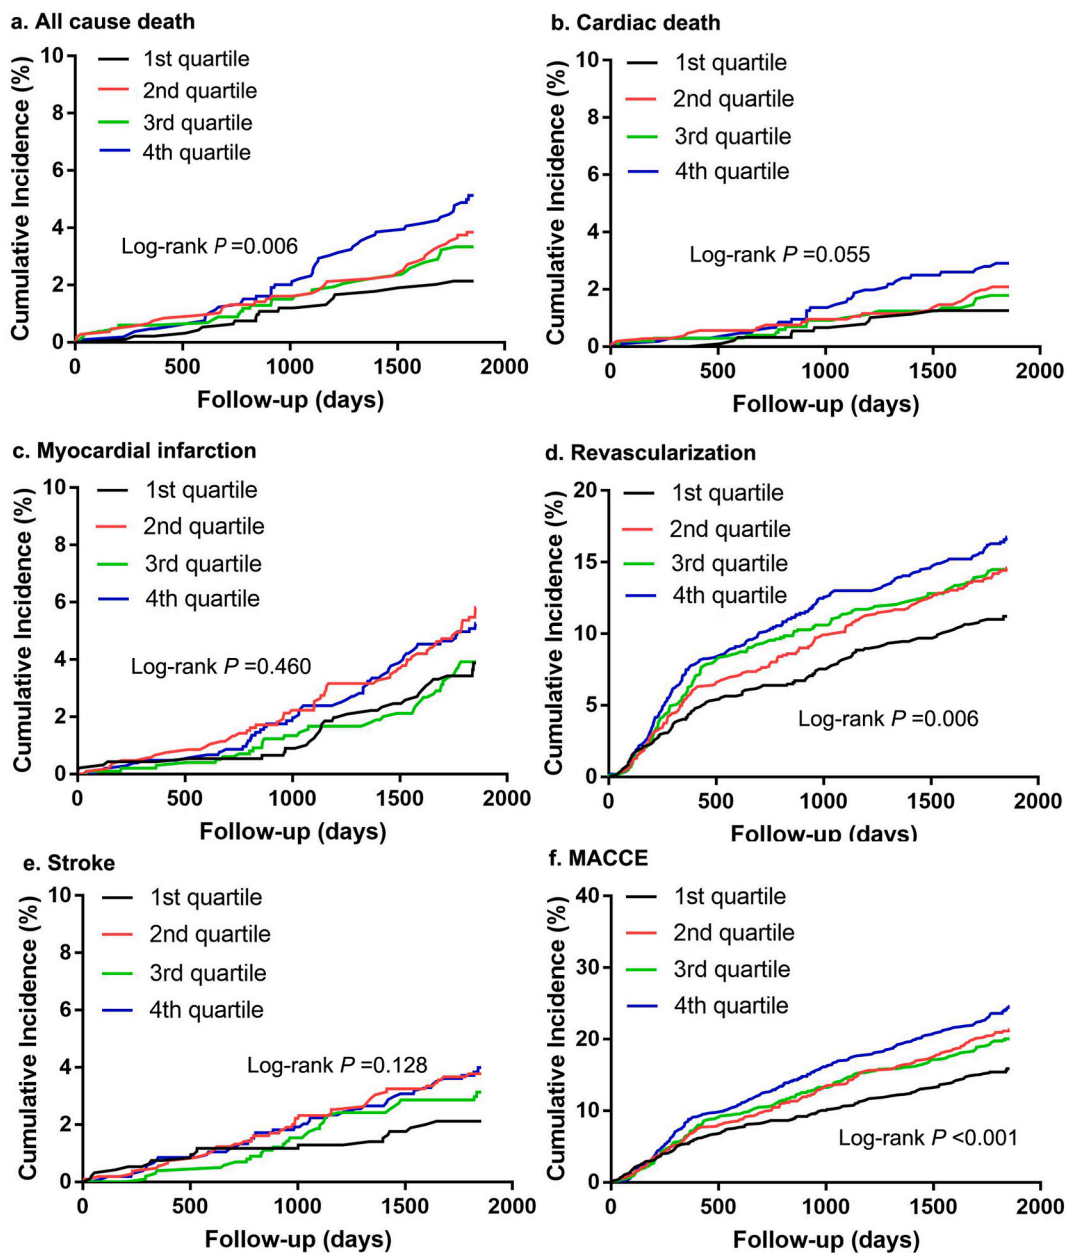 a. All cause death
Cumulative Incidence (%)
10
8
6
4
2
0
1st quartile
2nd quartile
3rd quartile
4th quartile
Log-rank P =0.006
0 500 1000 1500 2000
Follow-up (days)
b. Cardiac death
Cumulative Incidence (%)
10
8
6
4
2
0
1st quartile
2nd quartile
3rd quartile
4th quartile
Log-rank P =0.055
0 500 1000 1500 2000
Follow-up (days)
c. Myocardial infarction
Cumulative Incidence (%)
10
8
6
4
2
0
1st quartile
2nd quartile
3rd quartile
4th quartile
Log-rank P =0.460
0 500 1000 1500 2000
Follow-up (days)
d. Revascularization
Cumulative Incidence (%)
20
15
10
5
0
1st quartile
2nd quartile
3rd quartile
4th quartile
Log-rank P =0.006
0 500 1000 1500 2000
Follow-up (days)
e. Stroke
Cumulative Incidence (%)
10
8
6
4
2
0
1st quartile
2nd quartile
3rd quartile
4th quartile
Log-rank P =0.128
0 500 1000 1500 2000
Follow-up (days)
f. MACCE
Cumulative Incidence (%)
40
30
20
10
0
1st quartile
2nd quartile
3rd quartile
4th quartile
Log-rank P <0.001
0 500 1000 1500 2000
Follow-up (days)